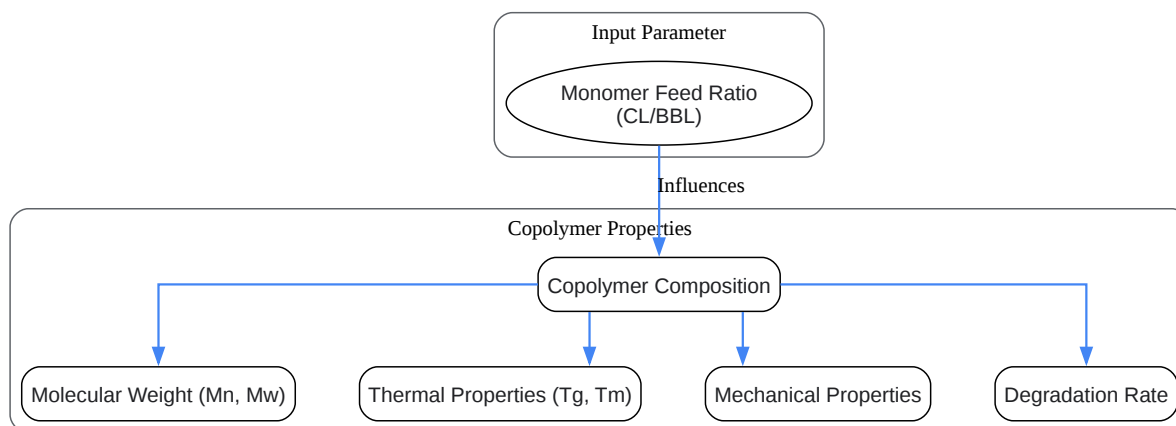 Input Parameter
Monomer Feed Ratio
(CL/BBL)
Influences
Copolymer Properties
Copolymer Composition
Molecular Weight (Mn, Mw)
Thermal Properties (Tg, Tm)
Mechanical Properties
Degradation Rate